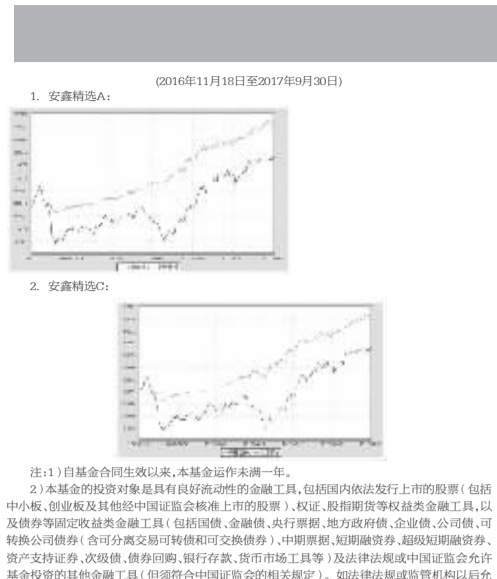 (2016年11月18日至2017年9月30日)
1. 安鑫精选A:
2. 安鑫精选C:
注:1)自基金合同生效以来,本基金运作未满一年。
2)本基金的投资对象是具有良好流动性的金融工具,包括国内依法发行上市的股票(包括
中小板、创业板及其他经中国证监会核准上市的股票)、权证、股指期货等权益类金融工具,以
及债券等固定收益类金融工具(包括国债、金融债、央行票据、地方政府债、企业债、公司债、可
转换公司债券(含可分离交易可转债和可交换债券)、中期票据、短期融资券、超级短期融资券、
资产支持证券、次级债、债券回购、银行存款、货币市场工具等)及法律法规或中国证监会允许
基金投资的其他金融工具(但须符合中国证监会的相关规定)。如法律法规或监管机构以后允